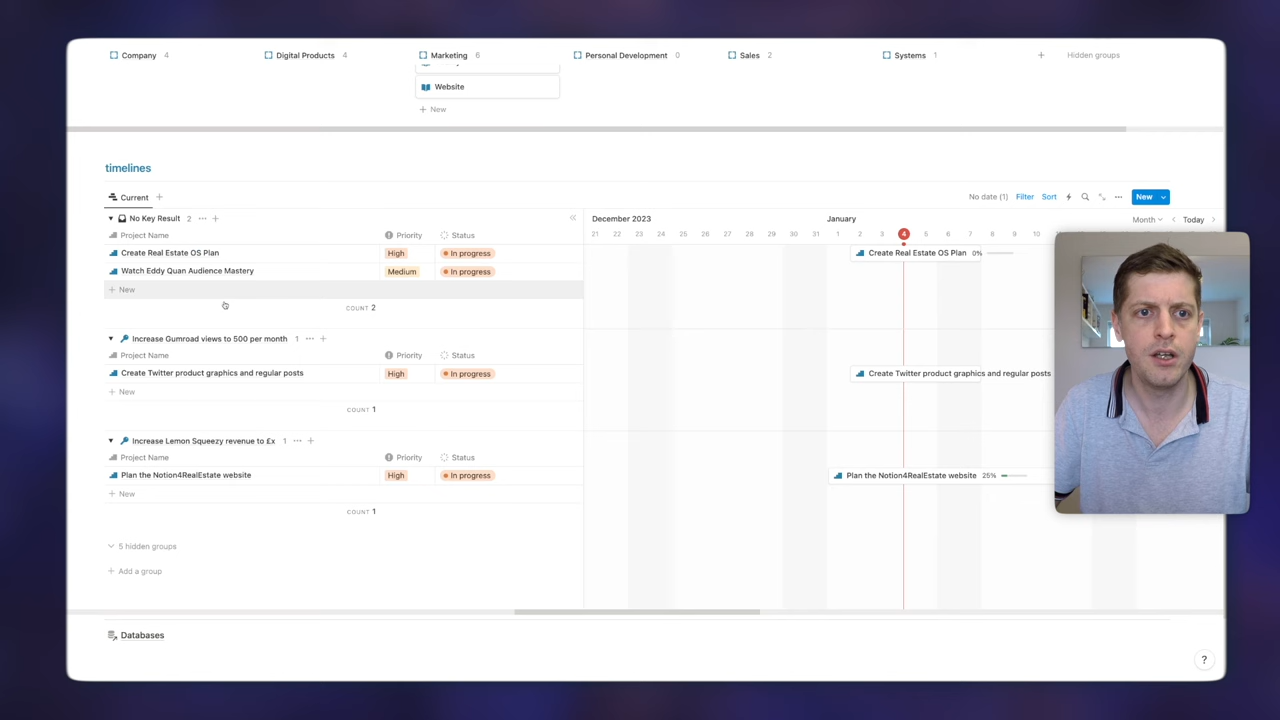 Company 4 Digital Products 4 Marketing 6 Personal Development 0 Sales 2 Systems 1 + Hidden groups
Website
+ New
timelines
Current +
No date (1) Filter Sort New
No Key Result 2 ... +
December 2023 January
Month Today
Project Name Priority Status
21 22 23 24 25 26 27 28 29 30 31 1 2 3 4 5 6 7 8 9 10
Create Real Estate OS Plan High In progress
Create Real Estate OS Plan 0%
Watch Eddy Quan Audience Mastery Medium In progress
+ New
COUNT 2
Increase Gumroad views to 500 per month 1 ... +
Project Name Priority Status
Create Twitter product graphics and regular posts High In progress
Create Twitter product graphics and regular posts
+ New
COUNT 1
Increase Lemon Squeezy revenue to £x 1 ... +
Project Name Priority Status
Plan the Notion4RealEstate website High In progress
Plan the Notion4RealEstate website 25%
+ New
COUNT 1
5 hidden groups
+ Add a group
Databases
?